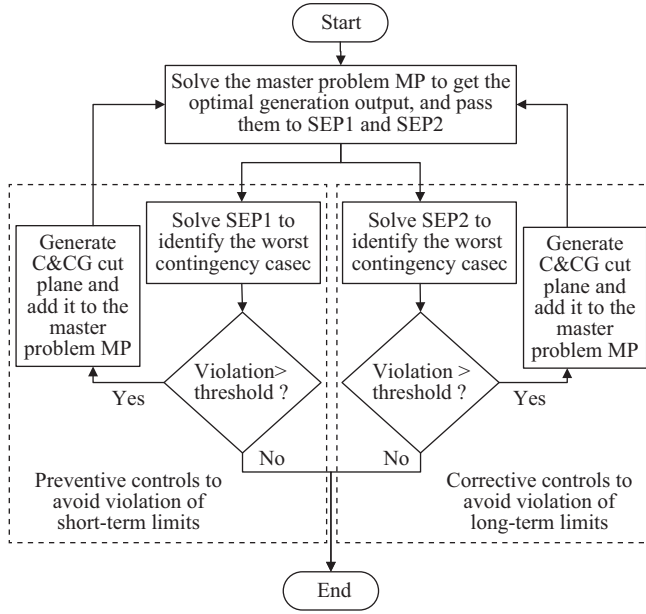 Start
Solve the master problem MP to get the
optimal generation output, and pass
them to SEP1 and SEP2
Generate
C&CG cut
plane and
add it to the
master
problem MP
Solve SEP1 to
identify the worst
contingency casec
Solve SEP2 to
identify the worst
contingency casec
Generate
C&CG cut
plane and
add it to the
master
problem MP
Violation>
threshold ?
Violation >
threshold ?
Yes
Yes
No
No
Preventive controls to
avoid violation of
short-term limits
Corrective controls to
avoid violation of
long-term limits
End